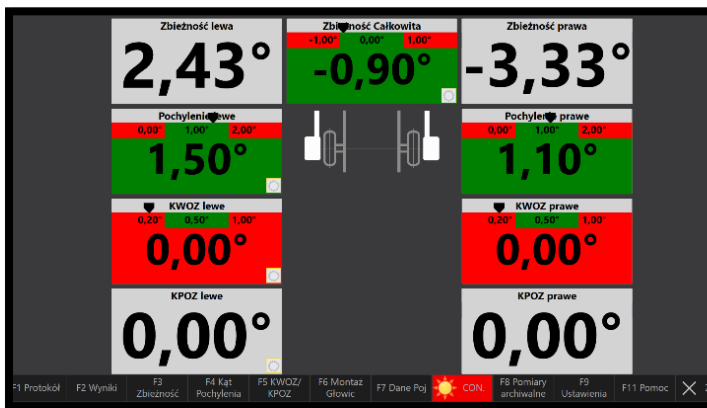 Zbieżność lewa
2,43°
Zbieżność Całkowita
-1,00° 0,00° 1,00°
-0,90°
Zbieżność prawa
-3,33°
Pochylenie lewe
0,00° 1,00° 2,00°
1,50°
Pochylenie prawe
0,00° 1,00° 2,00°
1,10°
KWOZ lewe
0,20° 0,50° 1,00°
0,00°
KWOZ prawe
0,20° 0,50° 1,00°
0,00°
KPOZ lewe
0,00°
KPOZ prawe
0,00°
F1 Protokół
F2 Wyniki
F3
Zbieżność
F4 Kąt
Pochylenia
F5 KWOZ/
KPOZ
F6 Montaz
Głowic
F7 Dane Poj
CON.
F8 Pomiary
archiwalne
F9
Ustawienia
F11 Pomoc